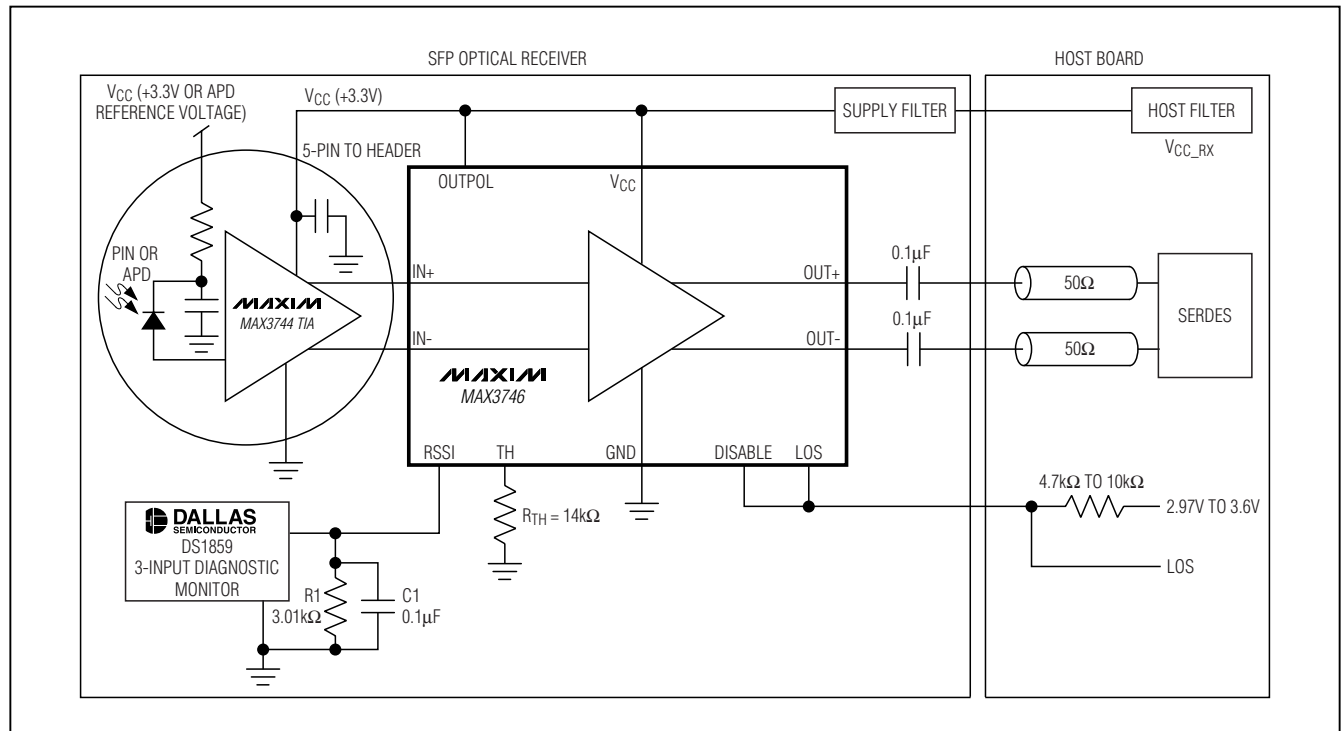 SFP OPTICAL RECEIVER
HOST BOARD
VCC (+3.3V OR APD
REFERENCE VOLTAGE)
VCC (+3.3V)
SUPPLY FILTER
HOST FILTER
VCC_RX
5-PIN TO HEADER
OUTPOL
VCC
PIN OR
APD
MAXIM
MAX3744 TIA
IN+
IN-
OUT+
OUT-
0.1μF
0.1μF
50Ω
50Ω
SERDES
MAXIM
MAX3746
RSSI
TH
GND
DISABLE
LOS
RTH = 14kΩ
4.7kΩ TO 10kΩ
2.97V TO 3.6V
LOS
DALLAS
SEMICONDUCTOR
DS1859
3-INPUT DIAGNOSTIC
MONITOR
R1
3.01kΩ
C1
0.1μF